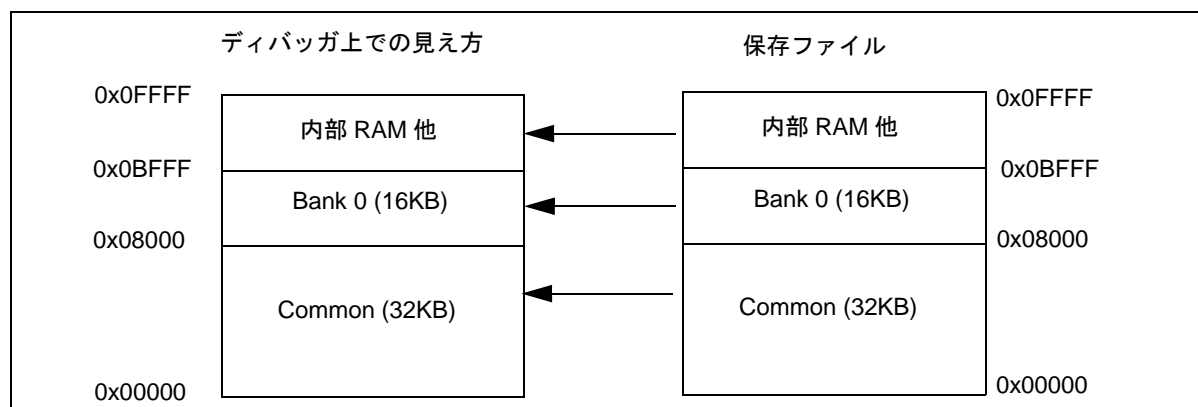 ディバッガ上での見え方
保存ファイル
0x0FFFF
0x0FFFF
内部 RAM 他
内部 RAM 他
0x0BFFF
0x0BFFF
Bank 0 (16KB)
Bank 0 (16KB)
0x08000
0x08000
Common (32KB)
Common (32KB)
0x00000
0x00000